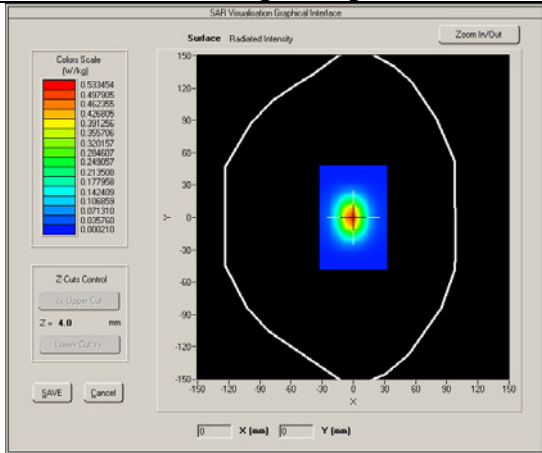 SAR Visualisation Graphical Interface
Surface Radiated Intensity
Zoom In/Out
Colors Scale
(W/kg)
0.533454
0.497905
0.462355
0.426805
0.391256
0.355706
0.320157
0.284607
0.249057
0.213508
0.177958
0.142409
0.106859
0.071310
0.035760
0.000210
Z Cuts Control
<< Upper Cut
Z = 4.0 mm
Lower Cut >>
SAVE Cancel
150
120
90
60
30
Y 0
-30
-60
-90
-120
-150
-150 -120 -90 -60 -30 0 30 60 90 120 150
X
0 X (mm) 0 Y (mm)